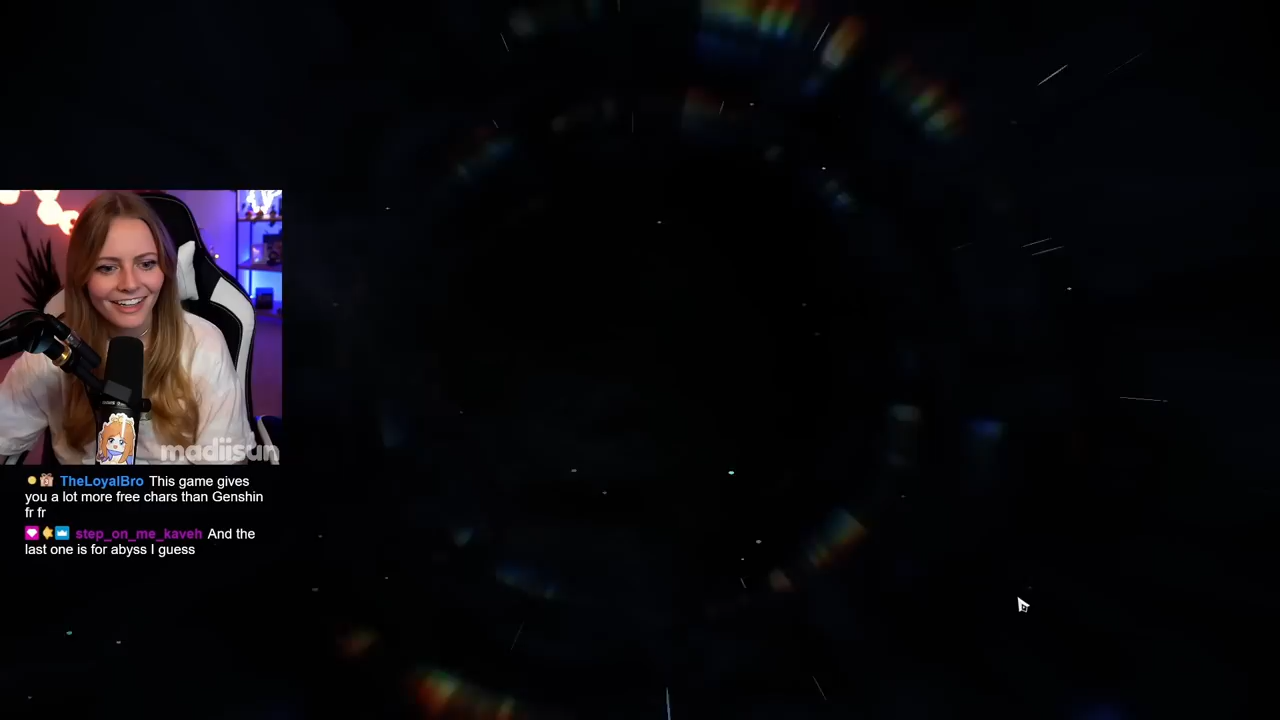 madiisun
TheLoyalBro This game gives
you a lot more free chars than Genshin
fr fr
step_on_me_kaveh And the
last one is for abyss I guess